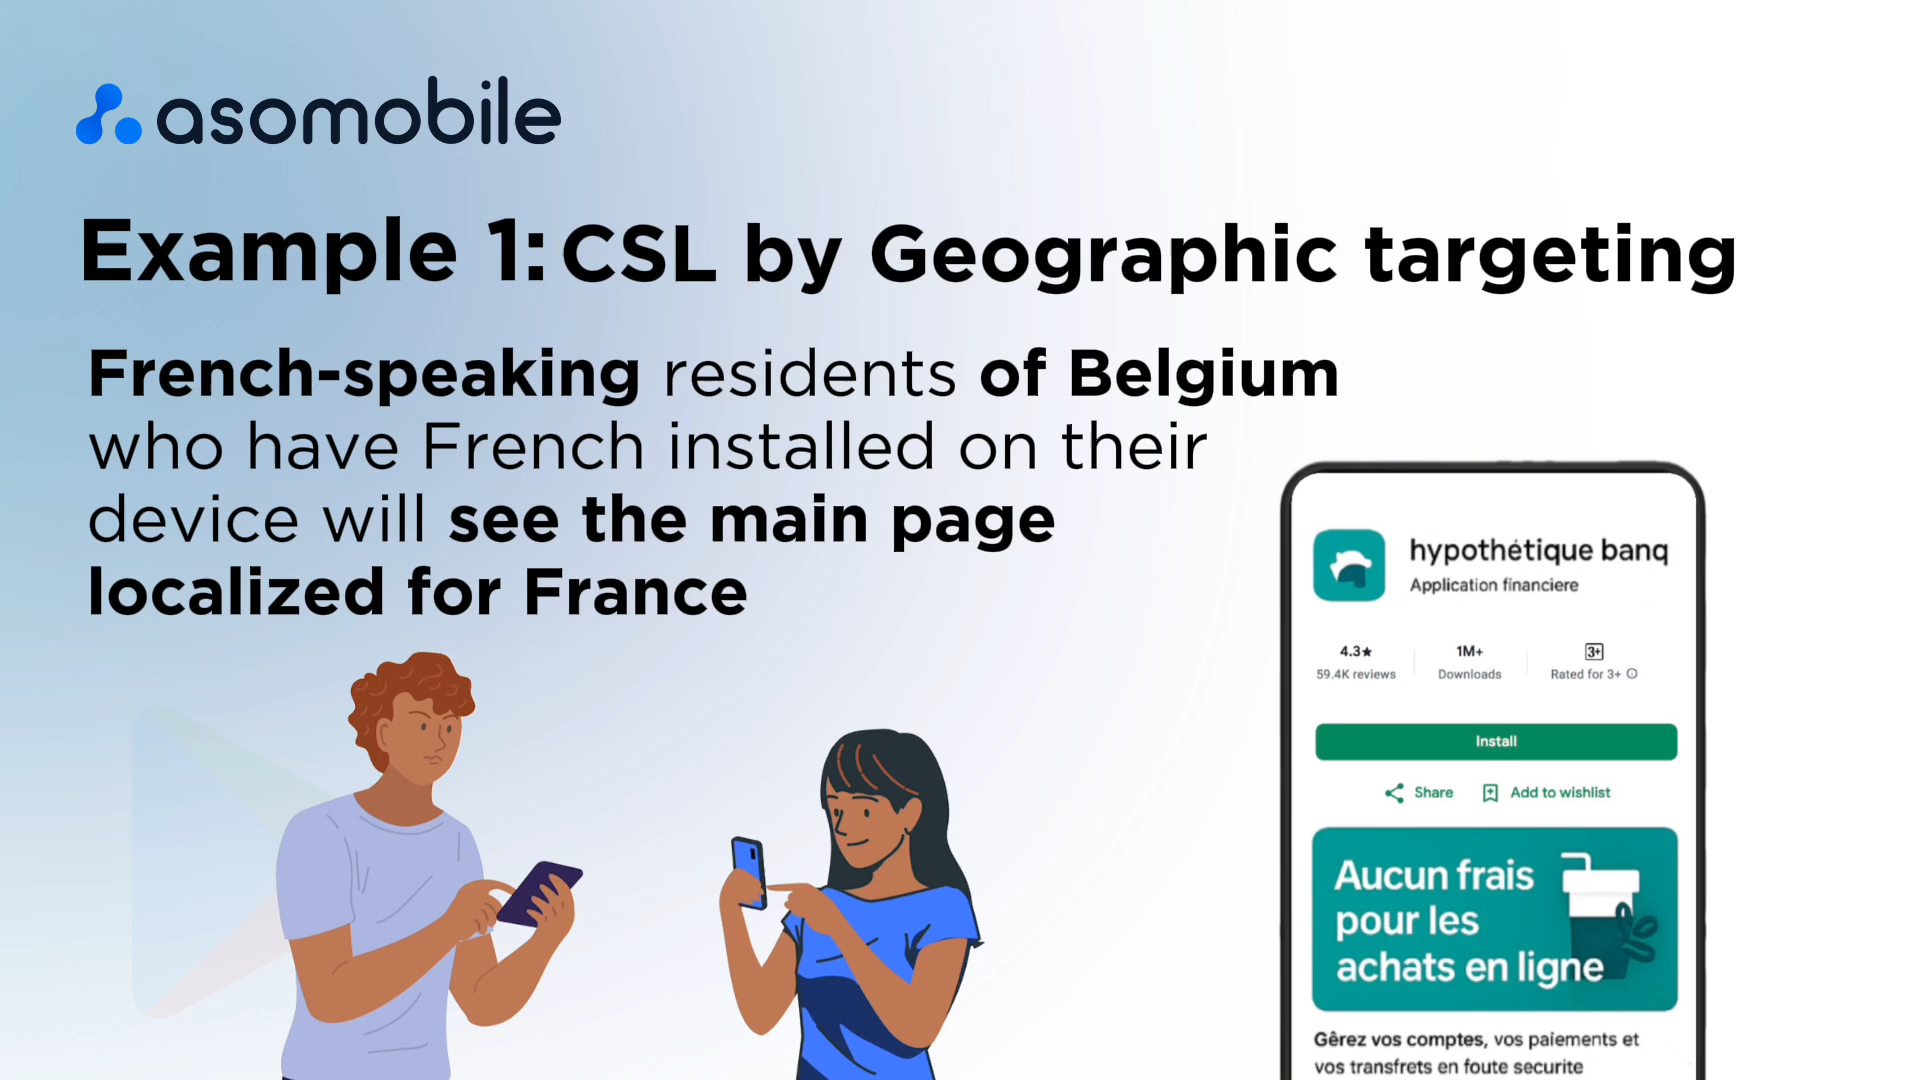 asomobile
Example 1: CSL by Geographic targeting
French-speaking residents of Belgium
who have French installed on their
device will see the main page
localized for France
hypothétique banq
Application financiere
4.3★
59.4K reviews
1M+
Downloads
3+
Rated for 3+
Install
Share
Add to wishlist
Aucun frais
pour les
achats en ligne
Gêrez vos comptes, vos paiements et
vos transfrets en foute securite